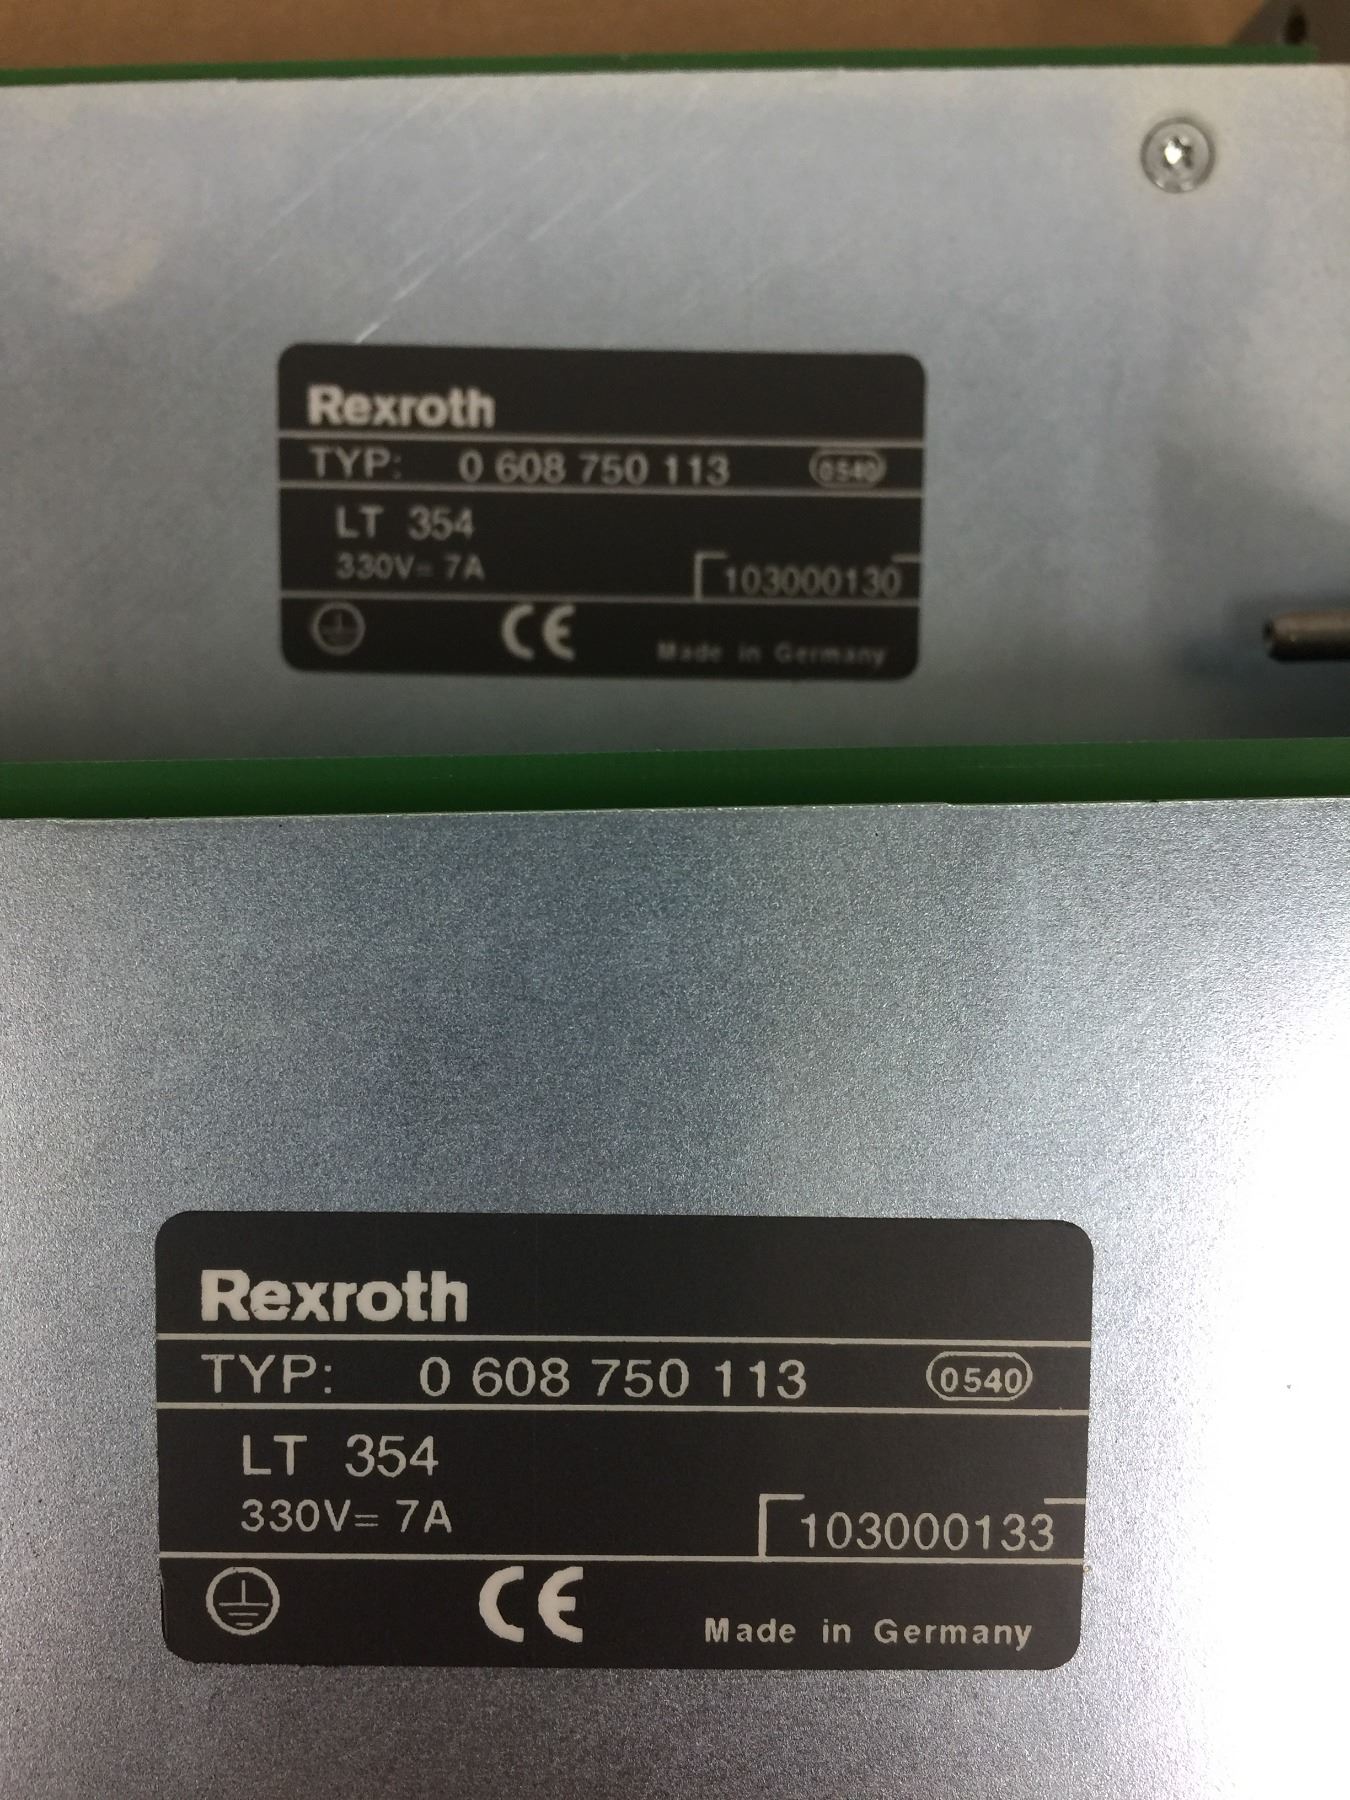 Rexroth
TYP: 0 608 750 113 0540
LT 354
330V= 7A
103000130
CE
Made in Germany
Rexroth
TYP: 0 608 750 113 0540
LT 354
330V= 7A
103000133
CE
Made in Germany